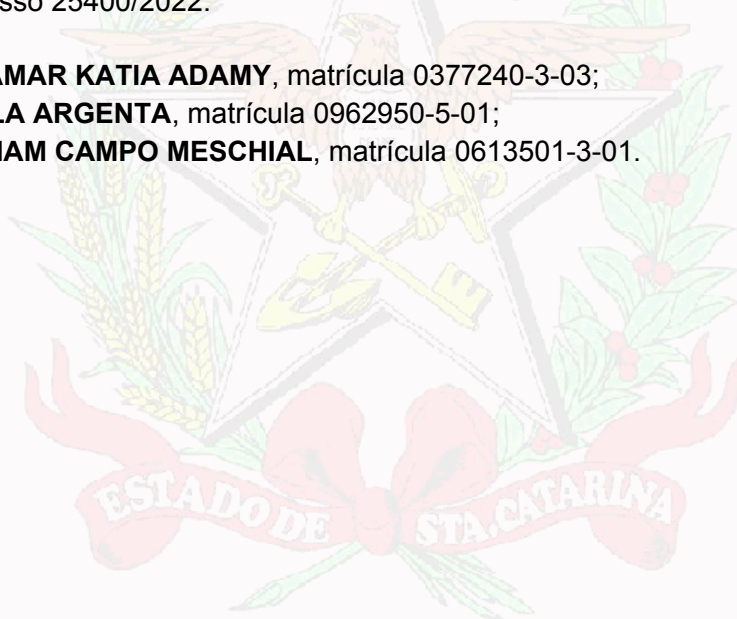 sso 25400/2022.
AMAR KATIA ADAMY, matrícula 0377240-3-03;
LA ARGENTA, matrícula 0962950-5-01;
IAM CAMPO MESCHIAL, matrícula 0613501-3-01.
ESTADO DE STA.CATARINA